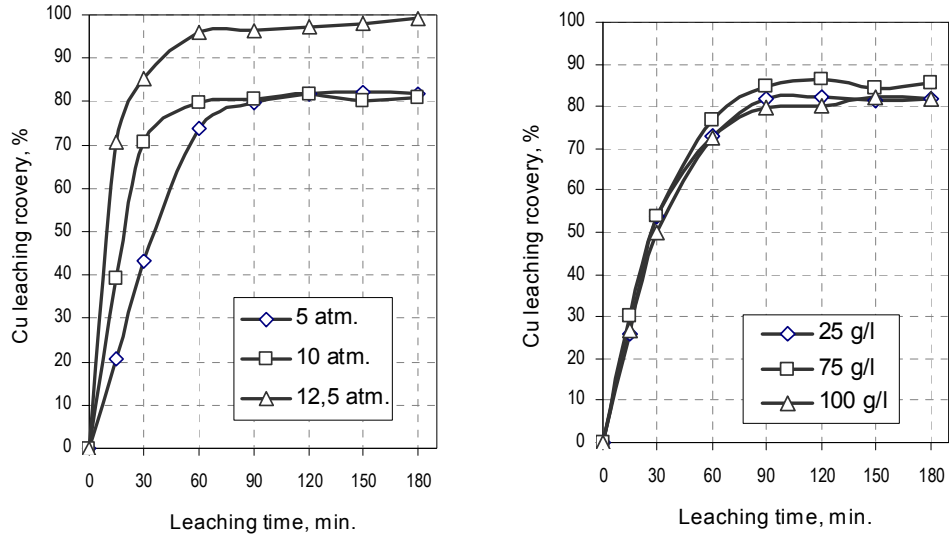 100
90
80
70
60
50
40
30
20
10
0
Cu leaching rcovery, %
5 atm.
10 atm.
12,5 atm.
0 30 60 90 120 150 180
Leaching time, min.
100
90
80
70
60
50
40
30
20
10
0
Cu leaching rcovery, %
25 g/l
75 g/l
100 g/l
0 30 60 90 120 150 180
Leaching time, min.